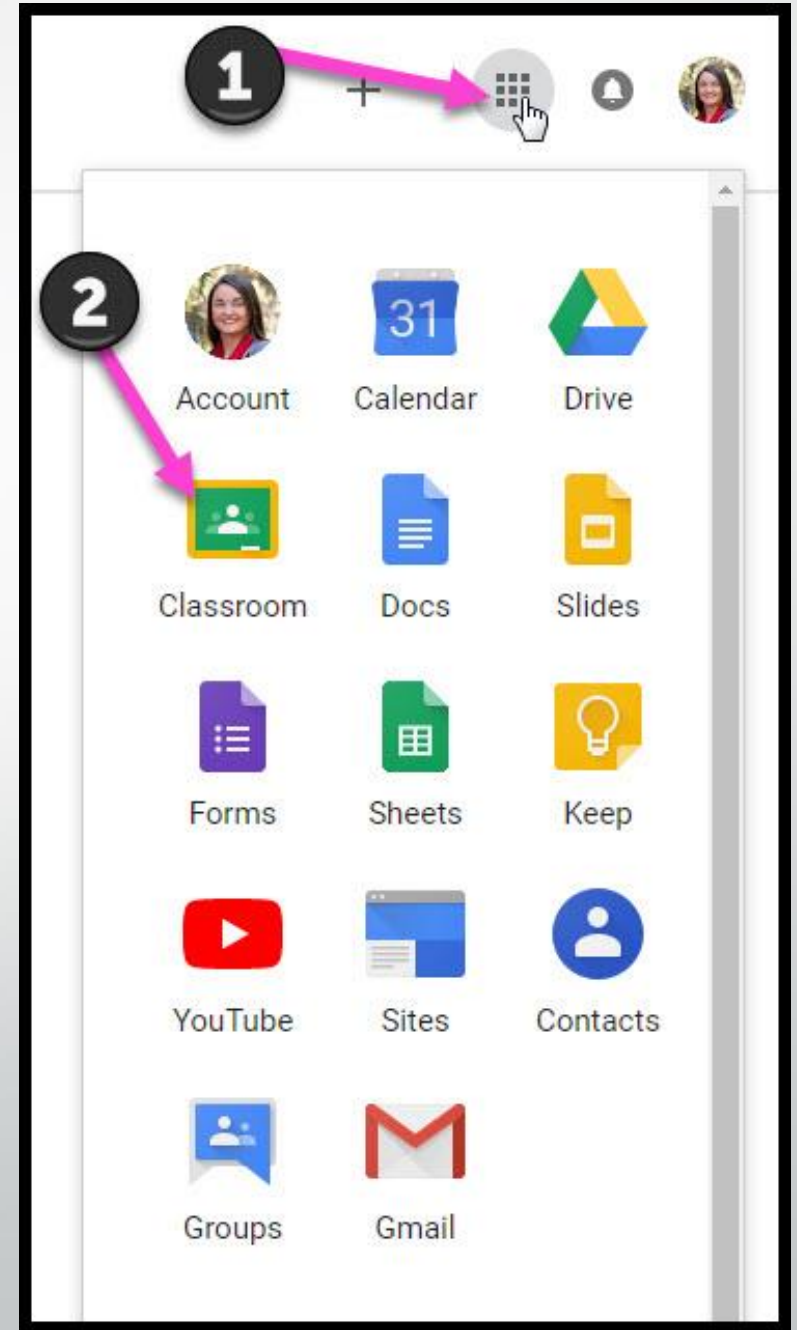 1
2
31
Account Calendar Drive
Classroom Docs Slides
Forms Sheets Keep
YouTube Sites Contacts
Groups Gmail